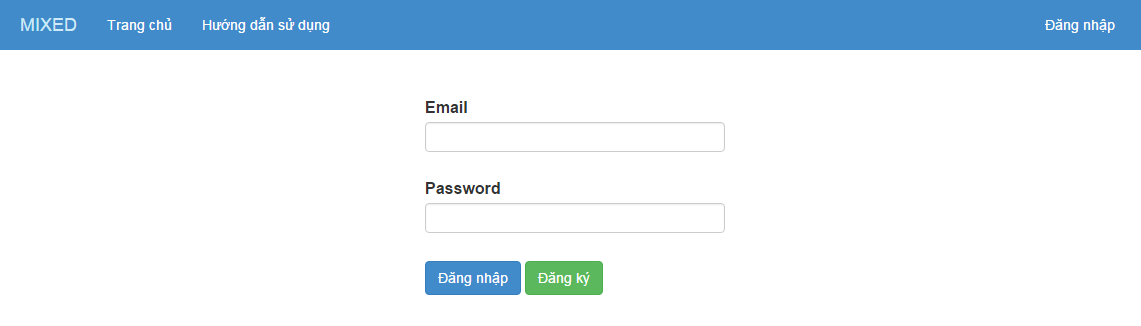 MIXED Trang chủ Hướng dẫn sử dụng Đăng nhập
Email
Password
Đăng nhập Đăng ký